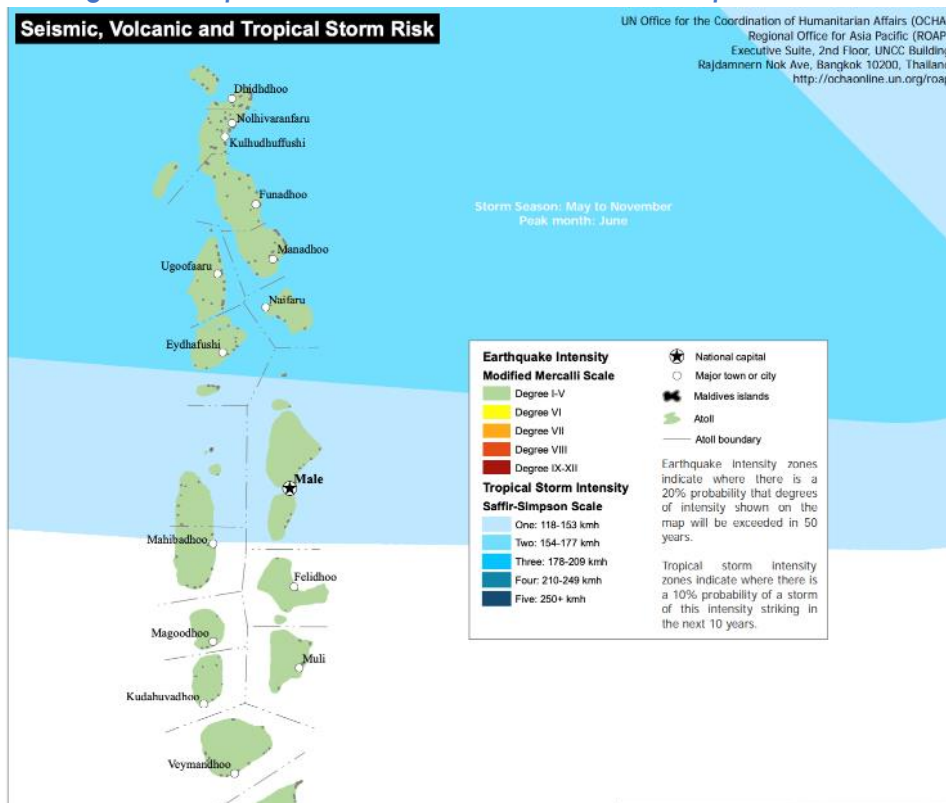 Seismic, Volcanic and Tropical Storm Risk
UN Office for the Coordination of Humanitarian Affairs (OCHA
Regional Office for Asia Pacific (ROAP
Executive Suite, 2nd Floor, UNCC Building
Rajdamnern Nok Ave, Bangkok 10200, Thailand
http://ochaonline.un.org/roap
Dhidhdhoo
Nolhivaranfaru
Kulhudhuffushi
Funadhoo
Storm Season: May to November
Peak month: June
Manadhoo
Ugoofaaru
Naifaru
Eydhafushi
Male
Mahibadhoo
Felidhoo
Magoodhoo
Muli
Kudahuvadhoo
Veymandhoo
Earthquake Intensity
Modified Mercalli Scale
Degree I-V
Degree VI
Degree VII
Degree VIII
Degree IX-XII
Tropical Storm Intensity
Saffir-Simpson Scale
One: 118-153 kmh
Two: 154-177 kmh
Three: 178-209 kmh
Four: 210-249 kmh
Five: 250+ kmh
National capital
Major town or city
Maldives islands
Atoll
Atoll boundary
Earthquake Intensity zones
indicate where there is a
20% probability that degrees
of intensity shown on the
map will be exceeded in 50
years.
Tropical storm intensity
zones indicate where there is
a 10% probability of a storm
of this intensity striking in
the next 10 years.